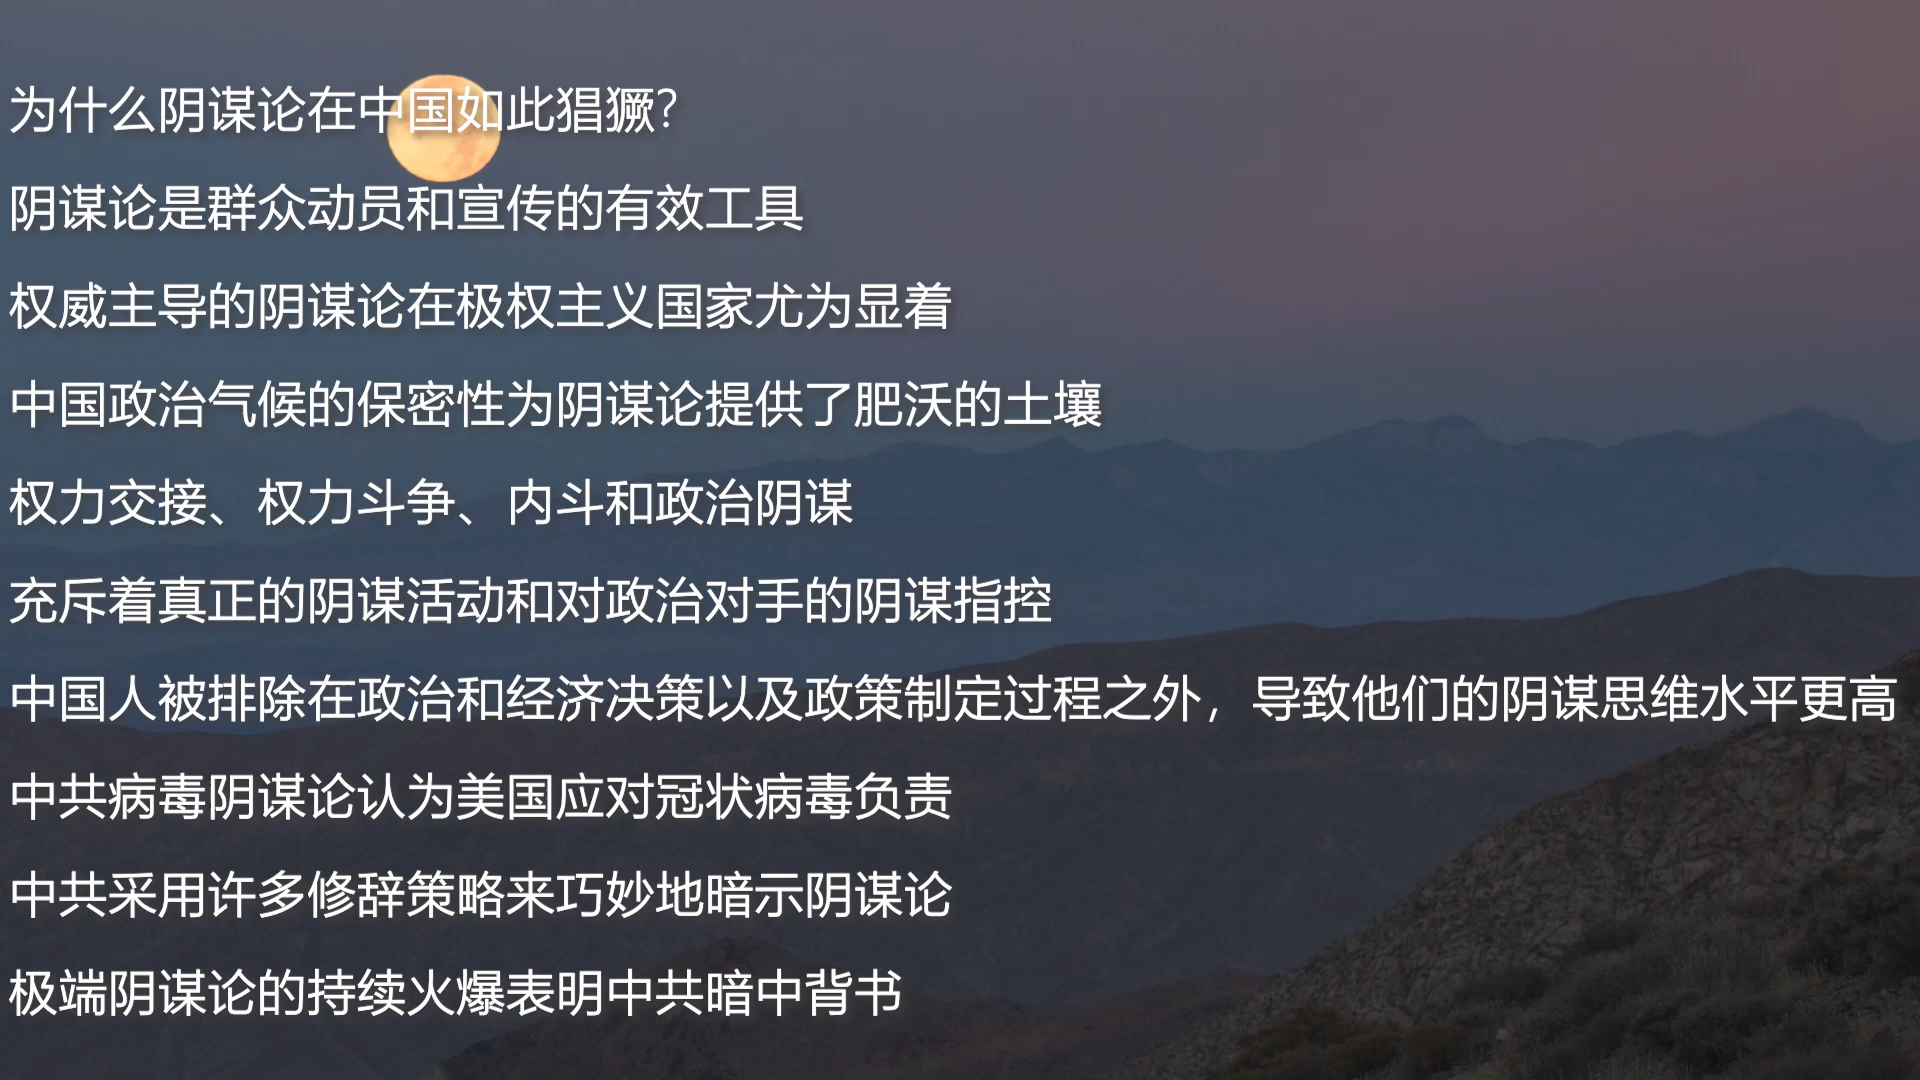 为什么阴谋论在中国如此猖獗？
阴谋论是群众动员和宣传的有效工具
权威主导的阴谋论在极权主义国家尤为显着
中国政治气候的保密性为阴谋论提供了肥沃的土壤
权力交接、权力斗争、内斗和政治阴谋
充斥着真正的阴谋活动和对政治对手的阴谋指控
中国人被排除在政治和经济决策以及政策制定过程之外，导致他们的阴谋思维水平更高
中共病毒阴谋论认为美国应对冠状病毒负责
中共采用许多修辞策略来巧妙地暗示阴谋论
极端阴谋论的持续火爆表明中共暗中背书